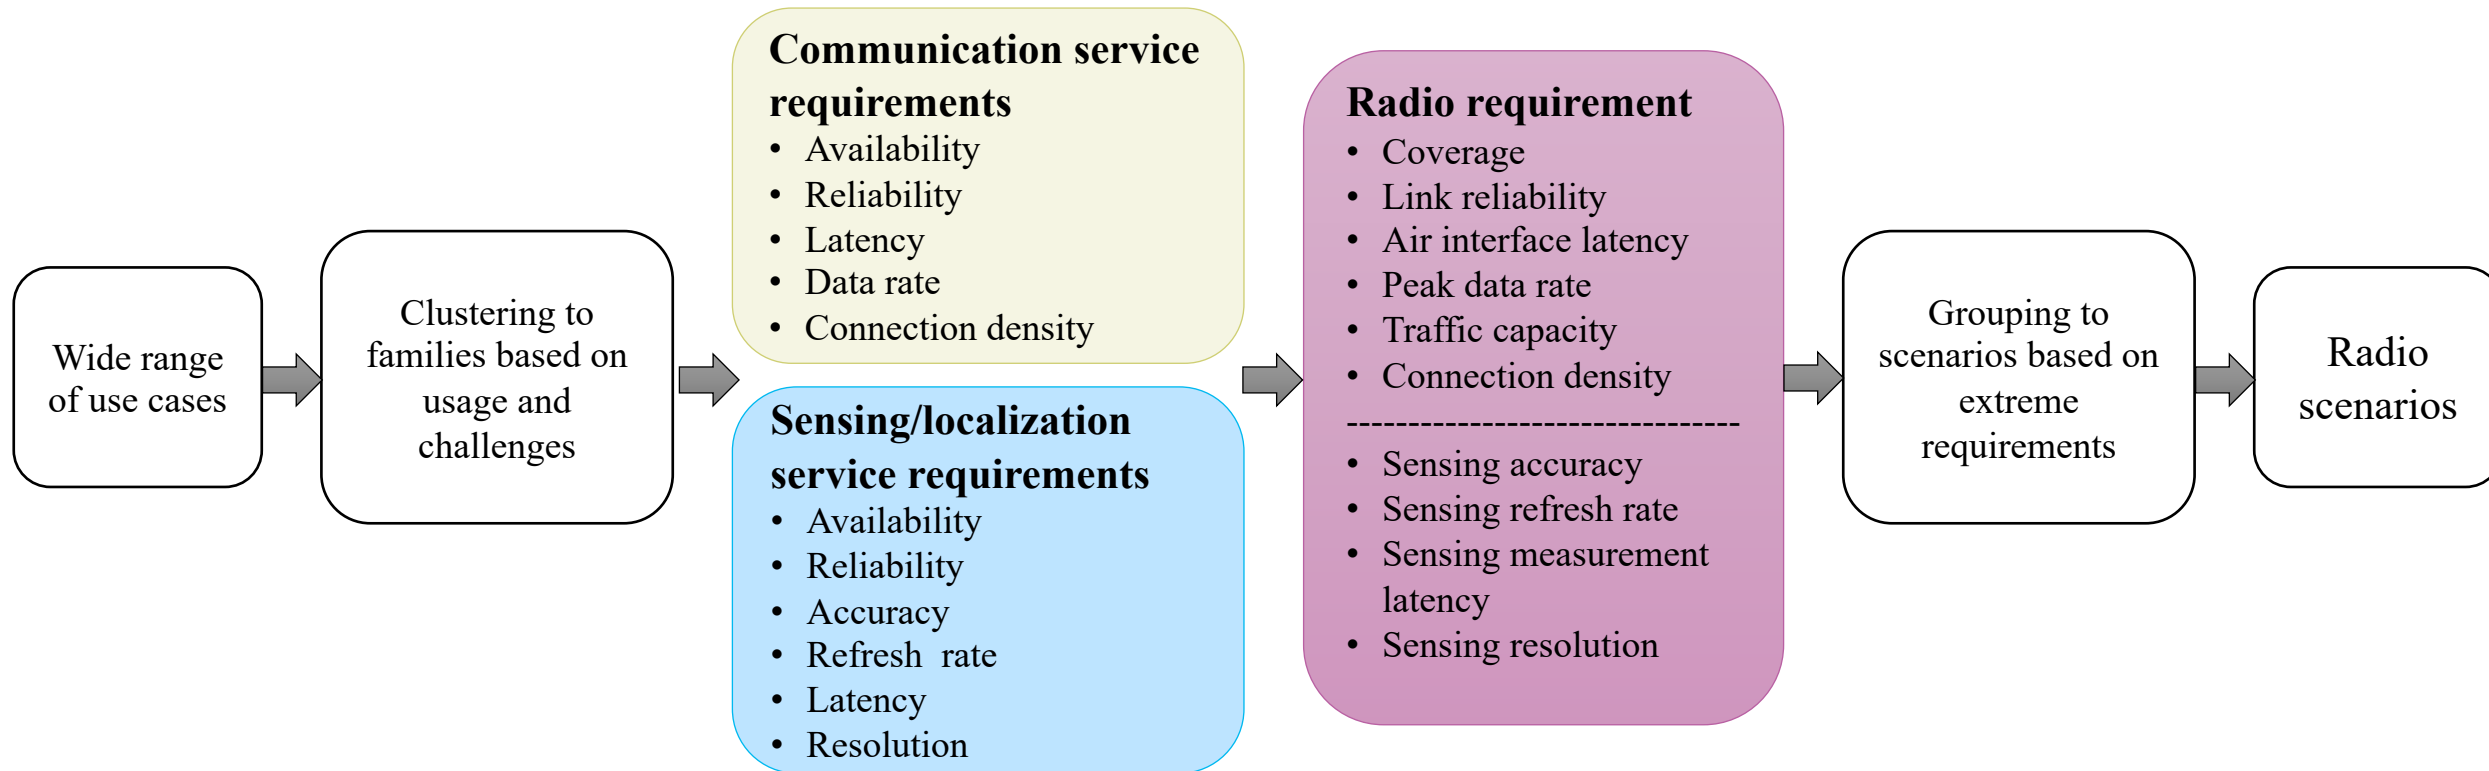 Wide range
of use cases
Clustering to
families based on
usage and
challenges
Communication service
requirements
• Availability
• Reliability
• Latency
• Data rate
• Connection density
Sensing/localization
service requirements
• Availability
• Reliability
• Accuracy
• Refresh rate
• Latency
• Resolution
Radio requirement
• Coverage
• Link reliability
• Air interface latency
• Peak data rate
• Traffic capacity
• Connection density
--------------------------------
• Sensing accuracy
• Sensing refresh rate
• Sensing measurement
latency
• Sensing resolution
Grouping to
scenarios based on
extreme
requirements
Radio
scenarios